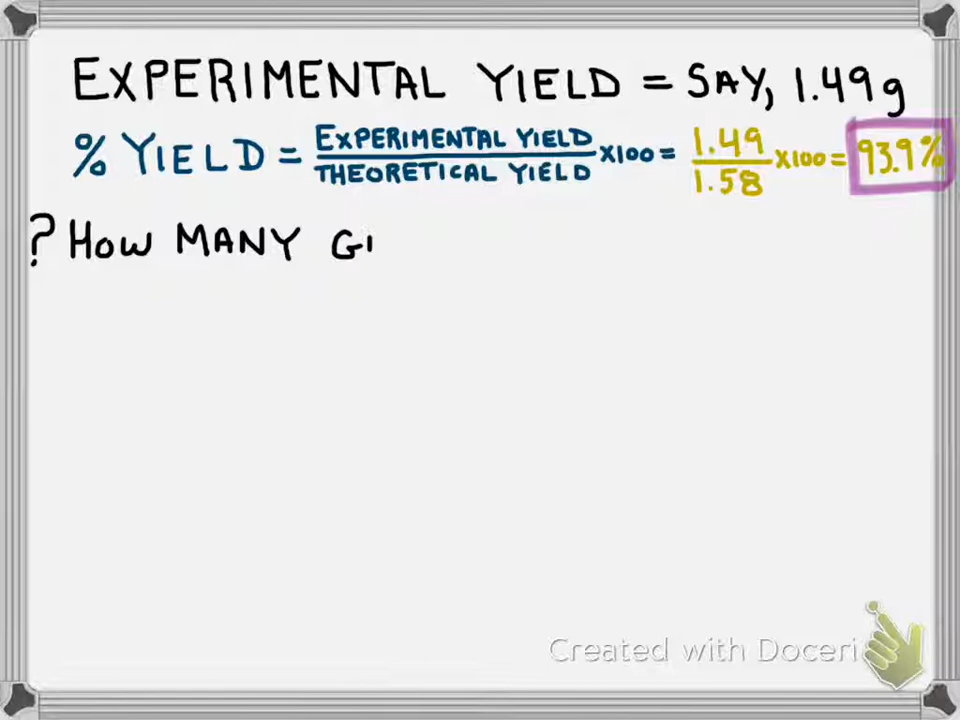 EXPERIMENTAL YIELD = SAY, 1.49g
% YIELD = EXPERIMENTAL YIELD / THEORETICAL YIELD x100 = 1.49 / 1.58 x100 = 93.9%
? HOW MANY
Created with Doceri